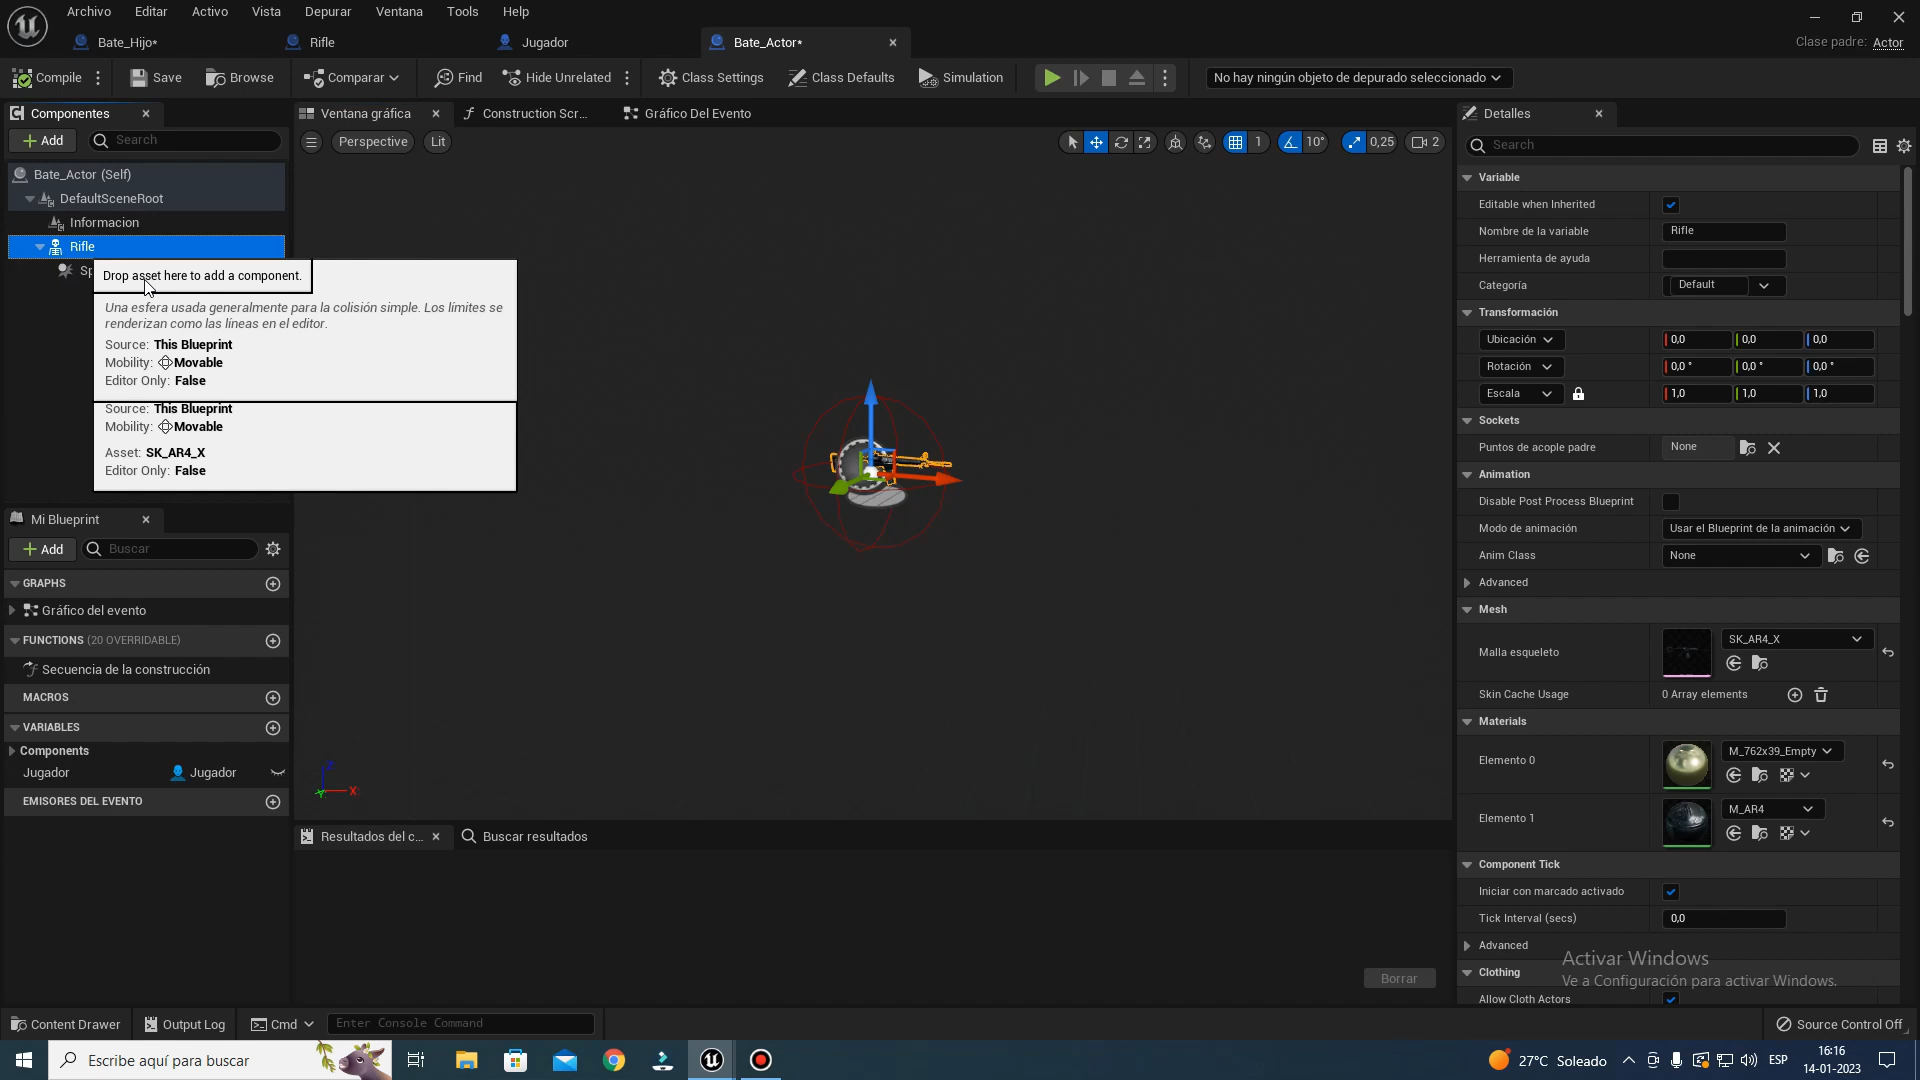 Archivo Editar Activo Vista Depurar Ventana Tools Help
Bate_Hijo* Rifle Jugador Bate_Actor* Clase padre: Actor
Compile Save Browse Comparar Find Hide Unrelated Class Settings Class Defaults Simulation No hay ningún objeto de depurado seleccionado
Componentes
Add Search
Bate_Actor (Self)
DefaultSceneRoot
Informacion
Rifle
Sp
Drop asset here to add a component.
Una esfera usada generalmente para la colisión simple. Los límites se
renderizan como las líneas en el editor.
Source: This Blueprint
Mobility: Movable
Editor Only: False
Source: This Blueprint
Mobility: Movable
Asset: SK_AR4_X
Editor Only: False
Mi Blueprint
Add Buscar
GRAPHS
Gráfico del evento
FUNCTIONS (20 OVERRIDABLE)
Secuencia de la construcción
MACROS
VARIABLES
Components
Jugador Jugador
EMISORES DEL EVENTO
Ventana gráfica Construction Scr... Gráfico Del Evento
Perspective Lit 1 10° 0,25 2
Z
X
Y
Resultados del c... Buscar resultados
Borrar
Detalles
Search
Variable
Editable when Inherited
Nombre de la variable Rifle
Herramienta de ayuda
Categoría Default
Transformación
Ubicación 0,0 0,0 0,0
Rotación 0,0 ° 0,0 ° 0,0 °
Escala 1,0 1,0 1,0
Sockets
Puntos de acople padre None
Animation
Disable Post Process Blueprint
Modo de animación Usar el Blueprint de la animación
Anim Class None
Advanced
Mesh
Malla esqueleto SK_AR4_X
Skin Cache Usage 0 Array elements
Materials
Elemento 0 M_762x39_Empty
Elemento 1 M_AR4
Component Tick
Iniciar con marcado activado
Tick Interval (secs) 0,0
Advanced
Clothing
Allow Cloth Actors
Activar Windows
Ve a Configuración para activar Windows.
Content Drawer Output Log Cmd Enter Console Command Source Control Off
Escribe aquí para buscar 27°C Soleado ESP 16:16
14-01-2023